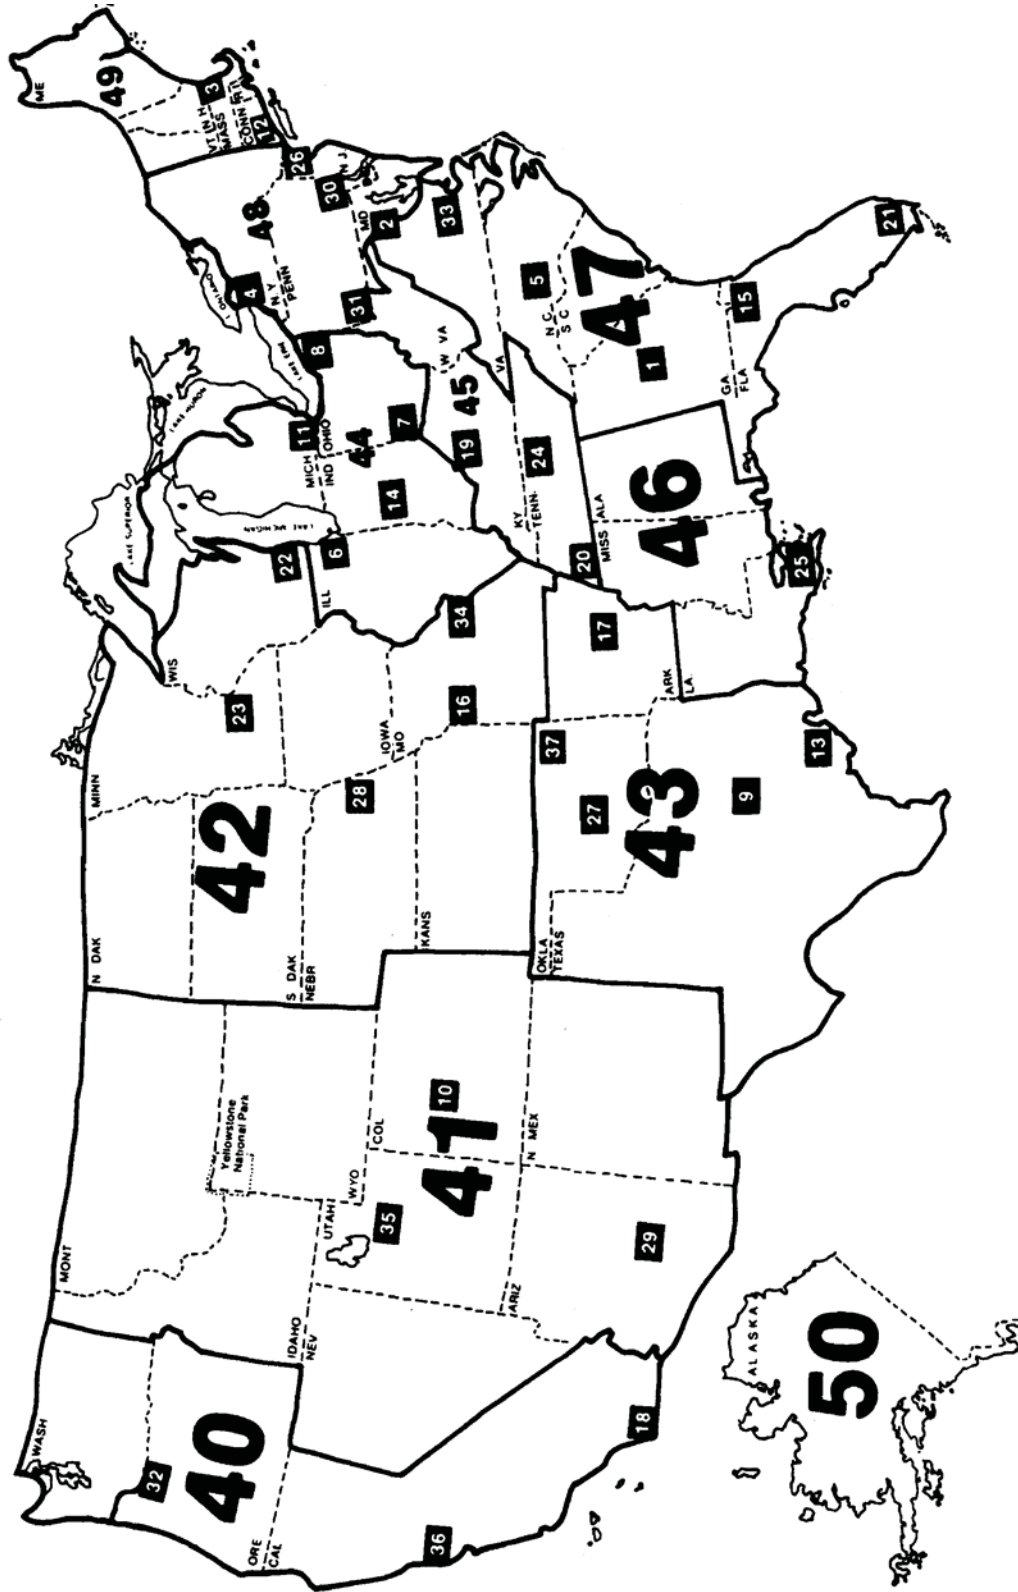 WASH
ORE
CAL
IDAHO
NEV
MONT
Yellowstone
National Park
UTAH
WYO
COL
ARIZ
N MEX
N DAK
S DAK
NEBR
KANS
OKLA
TEXAS
MINN
IOWA
MO
WIS
ILL
ARK
LA.
MICH
IND
OHIO
KY
TENN.
MISS
ALA
GA
FLA
N C
S C
VA
W VA
MD
N J.
N Y
PENN
VT
N H
MASS
CONN
R I
ME
LAKE SUPERIOR
LAKE MICHIGAN
LAKE HURON
LAKE ERIE
L ONTARIO
ALASKA
40
41
42
43
44
45
46
47
48
49
50
1
2
3
4
5
6
7
8
9
10
11
12
13
14
15
16
17
18
19
20
21
22
23
24
25
26
27
28
29
30
31
32
33
34
35
36
37